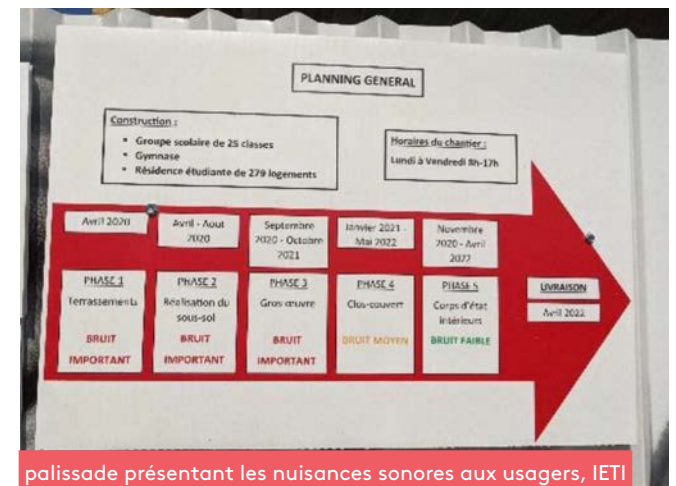 PLANNING GENERAL
Construction :
• Groupe scolaire de 25 classes
• Gymnase
• Résidence étudiante de 279 logements
Horaires du chantier :
Lundi à Vendredi 8h-17h
Avril 2020
Avril - Aout
2020
Septembre
2020 - Octobre
2021
Janvier 2021 -
Mai 2022
Novembre
2020 - Avril
2022
PHASE 1
Terrassements
BRUIT
IMPORTANT
PHASE 2
Réalisation du
sous-sol
BRUIT
IMPORTANT
PHASE 3
Gros œuvre
BRUIT
IMPORTANT
PHASE 4
Clos-couvert
BRUIT MOYEN
PHASE 5
Corps d'état
intérieurs
BRUIT FAIBLE
LIVRAISON
Avril 2022
palissade présentant les nuisances sonores aux usagers, IETI